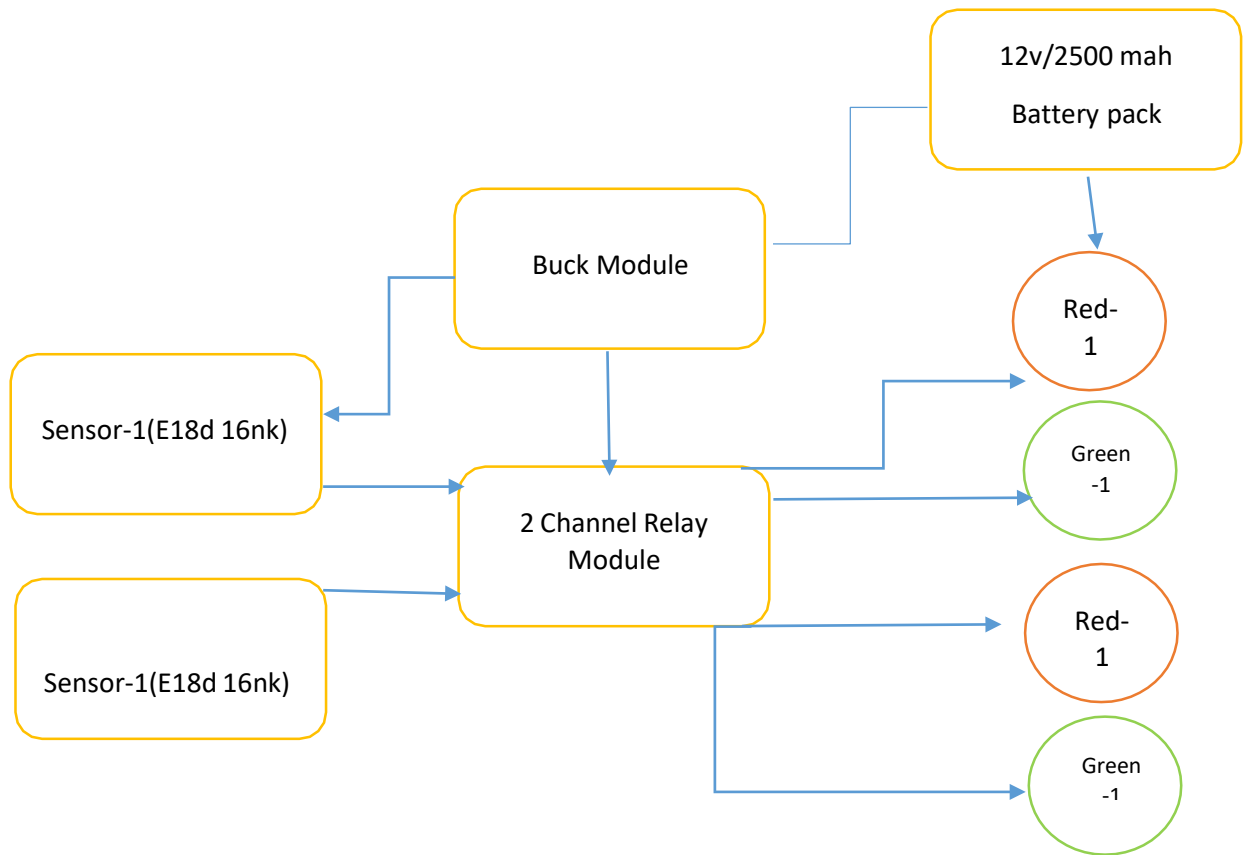 12v/2500 mah
Battery pack
Buck Module
Red-
1
Sensor-1(E18d 16nk)
Green
-1
2 Channel Relay
Module
Red-
1
Sensor-1(E18d 16nk)
Green
-1